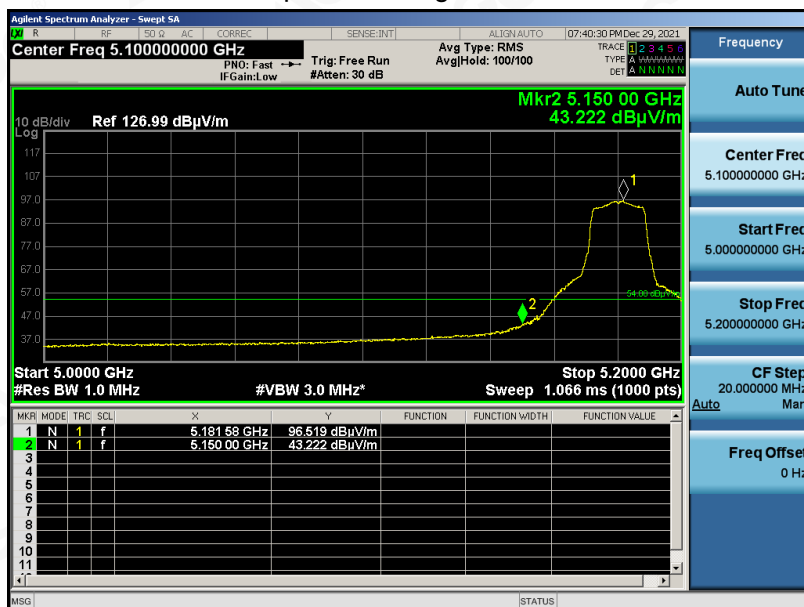 Agilent Spectrum Analyzer - Swept SA
LXI R RF 50 Ω AC CORREC SENSE:INT ALIGN AUTO 07:40:30 PM Dec 29, 2021
Center Freq 5.100000000 GHz
PNO: Fast
IFGain:Low
Trig: Free Run
#Atten: 30 dB
Avg Type: RMS
Avg|Hold: 100/100
TRACE 1 2 3 4 5 6
TYPE A WWWWW
DET A N N N N N
Frequency
Mkr2 5.150 00 GHz
43.222 dBµV/m
10 dB/div Ref 126.99 dBµV/m
Log
117
107
97.0
87.0
77.0
67.0
57.0
47.0
37.0
1
2
54.00 dBµV/m
Start 5.0000 GHz Stop 5.2000 GHz
#Res BW 1.0 MHz #VBW 3.0 MHz* Sweep 1.066 ms (1000 pts)
MKR MODE TRC SCL X Y FUNCTION FUNCTION WIDTH FUNCTION VALUE
1 N 1 f 5.181 58 GHz 96.519 dBµV/m
2 N 1 f 5.150 00 GHz 43.222 dBµV/m
3
4
5
6
7
8
9
10
11
Auto Tune
Center Freq
5.100000000 GHz
Start Freq
5.000000000 GHz
Stop Freq
5.200000000 GHz
CF Step
20.000000 MHz
Auto Man
Freq Offset
0 Hz
MSG STATUS